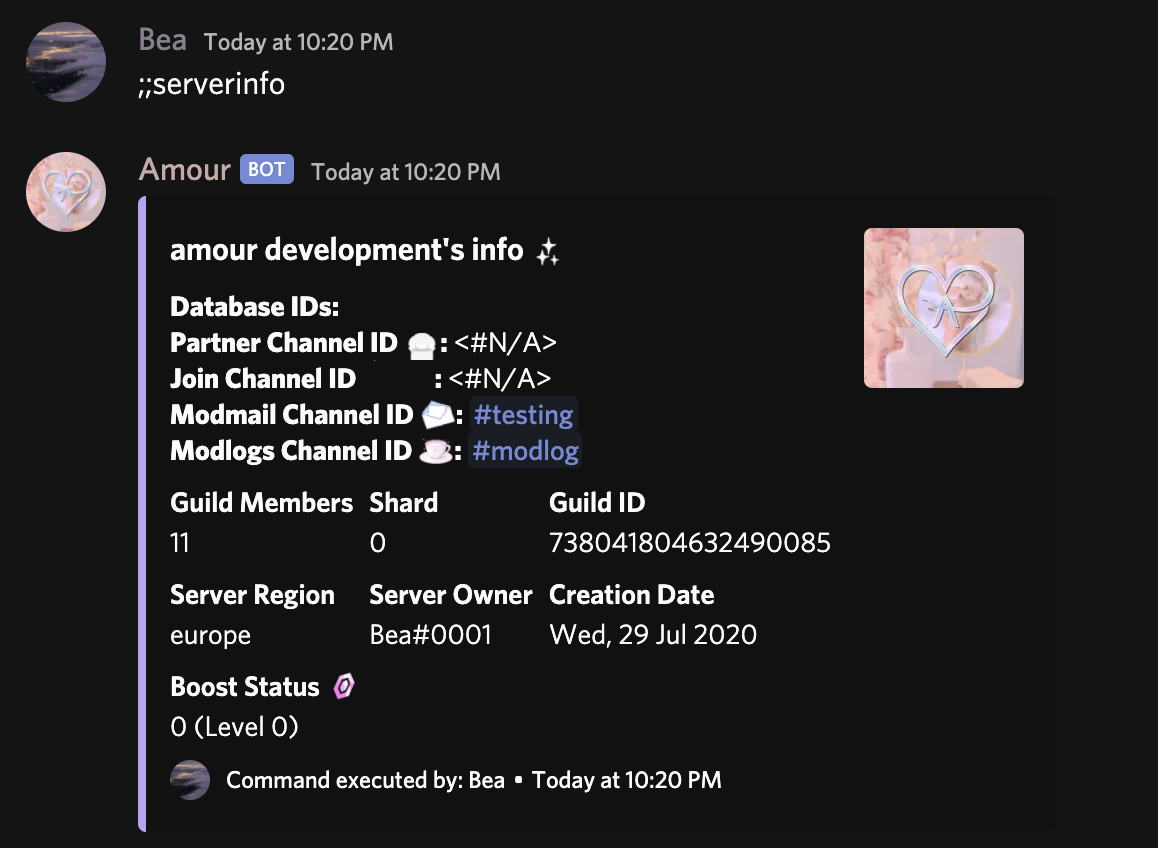 Bea Today at 10:20 PM
;;serverinfo
Amour BOT Today at 10:20 PM
amour development's info
Database IDs:
Partner Channel ID : <#N/A>
Join Channel ID : <#N/A>
Modmail Channel ID : #testing
Modlogs Channel ID : #modlog
Guild Members Shard Guild ID
11 0 738041804632490085
Server Region Server Owner Creation Date
europe Bea#0001 Wed, 29 Jul 2020
Boost Status
0 (Level 0)
Command executed by: Bea • Today at 10:20 PM
A
A